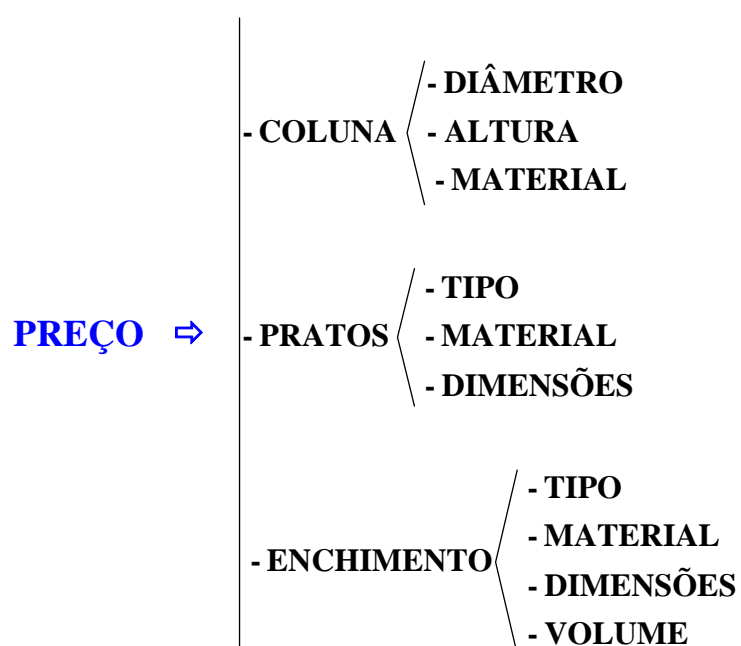 - DIÂMETRO
- COLUNA - ALTURA
- MATERIAL
- TIPO
PREÇO ⇨ - PRATOS - MATERIAL
- DIMENSÕES
- TIPO
- MATERIAL
- ENCHIMENTO
- DIMENSÕES
- VOLUME